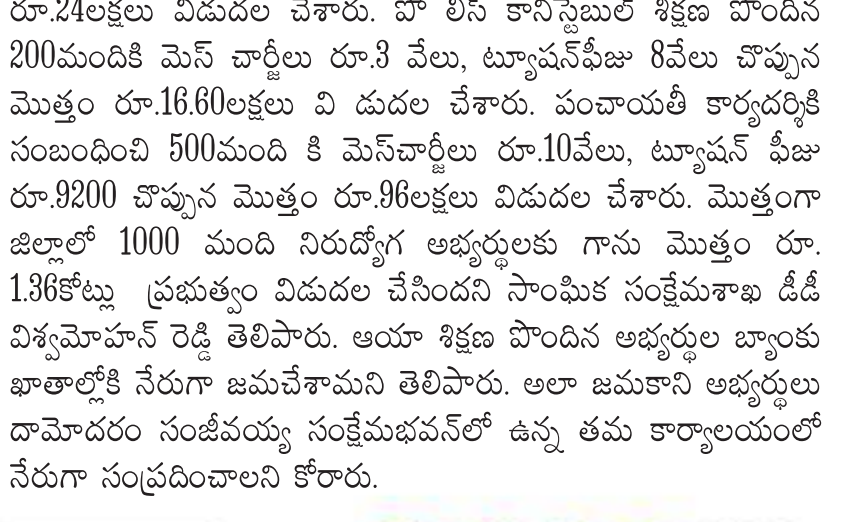 రూ.24లక్షలు విడుదల చేశారు. పో లీస్ కానిస్టేబుల్ శిక్షణ పొందిన
200మందికి మెస్ చార్జీలు రూ.3 వేలు, ట్యూషన్‌ఫీజు 8వేలు చొప్పున
మొత్తం రూ.16.60లక్షలు వి డుదల చేశారు. పంచాయతీ కార్యదర్శికి
సంబంధించి 500మంది కి మెస్‌చార్జీలు రూ.10వేలు, ట్యూషన్ ఫీజు
రూ.9200 చొప్పున మొత్తం రూ.96లక్షలు విడుదల చేశారు. మొత్తంగా
జిల్లాలో 1000 మంది నిరుద్యోగ అభ్యర్థులకు గాను మొత్తం రూ.
1.36కోట్లు ప్రభుత్వం విడుదల చేసిందని సాంఘిక సంక్షేమశాఖ డీడీ
విశ్వమోహన్ రెడ్డి తెలిపారు. ఆయా శిక్షణ పొందిన అభ్యర్థుల బ్యాంకు
ఖాతాల్లోకి నేరుగా జమచేశామని తెలిపారు. అలా జమకాని అభ్యర్థులు
దామోదరం సంజీవయ్య సంక్షేమభవన్‌లో ఉన్న తమ కార్యాలయంలో
నేరుగా సంప్రదించాలని కోరారు.